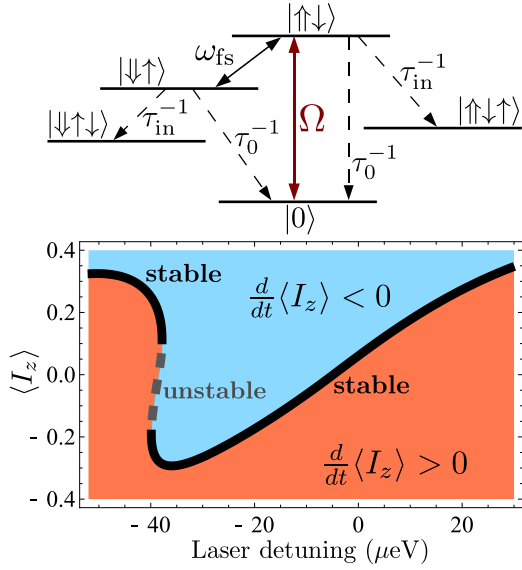 |⇑↓⟩
|⇓↑⟩
ω_fs
|⇓↑↓⟩
τ_in^-1
τ_0^-1
Ω
τ_0^-1
τ_in^-1
|⇑↓↑⟩
|0⟩
0.4
0.2
0.0
- 0.2
- 0.4
⟨I_z⟩
stable
d/dt ⟨I_z⟩ < 0
unstable
stable
d/dt ⟨I_z⟩ > 0
- 40
- 20
0
20
Laser detuning (μeV)